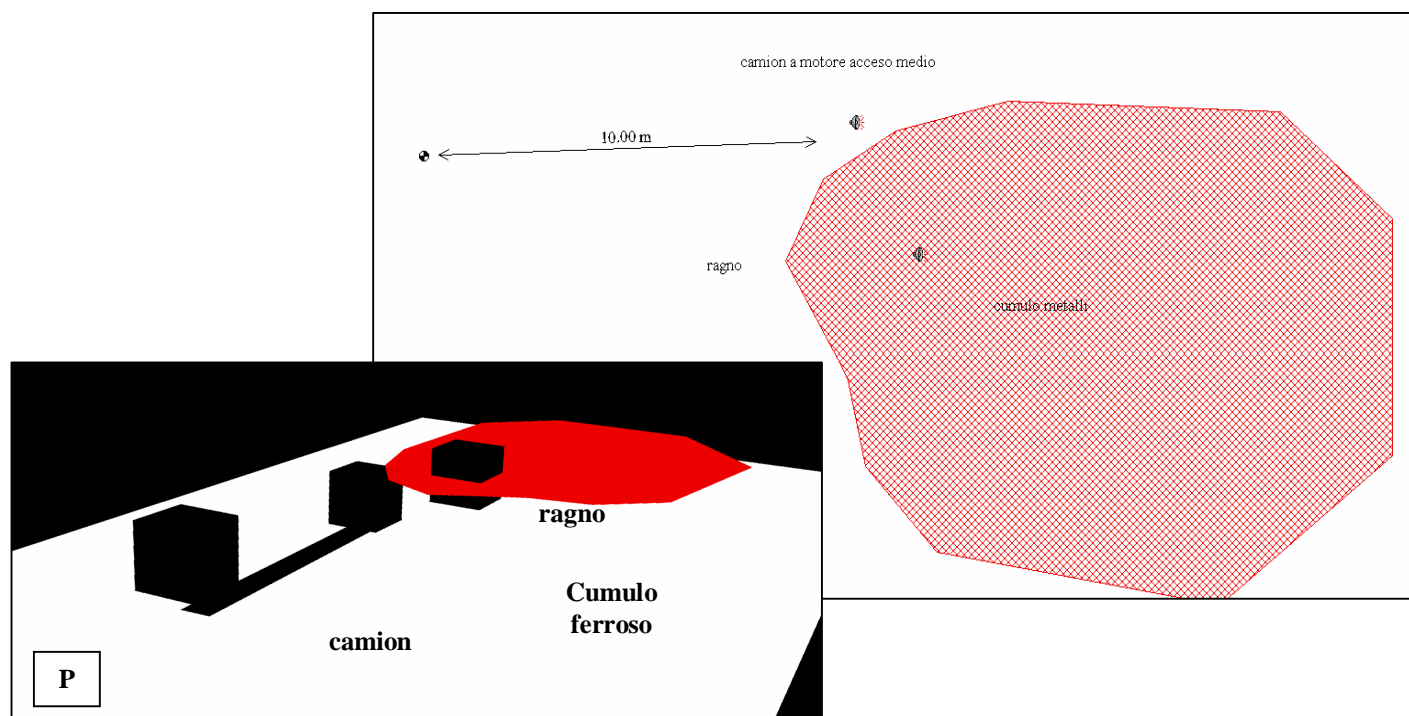 camion a motore acceso medio
10.00 m
ragno
cumulo metalli
ragno
Cumulo
ferroso
camion
P